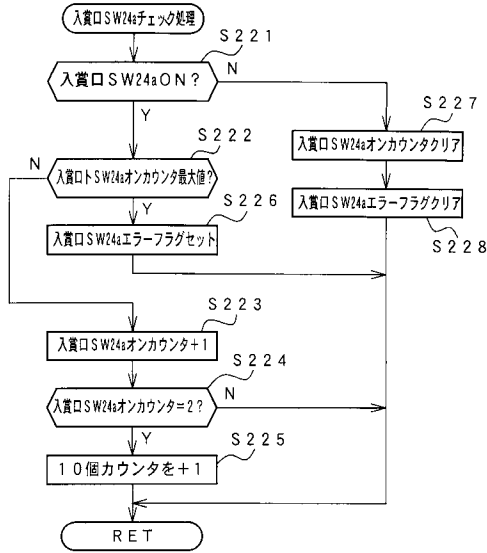 入賞口SW24aチェック処理
S221
入賞口SW24aON?
N
Y
S227
入賞口SW24aオンカウンタクリア
S222
N
入賞口トSW24aオンカウンタ最大値?
Y
S226
入賞口SW24aエラーフラグセット
入賞口SW24aエラーフラグクリア
S228
S223
入賞口SW24aオンカウンタ+1
S224
入賞口SW24aオンカウンタ=2?
N
Y
S225
10個カウンタを+1
RET